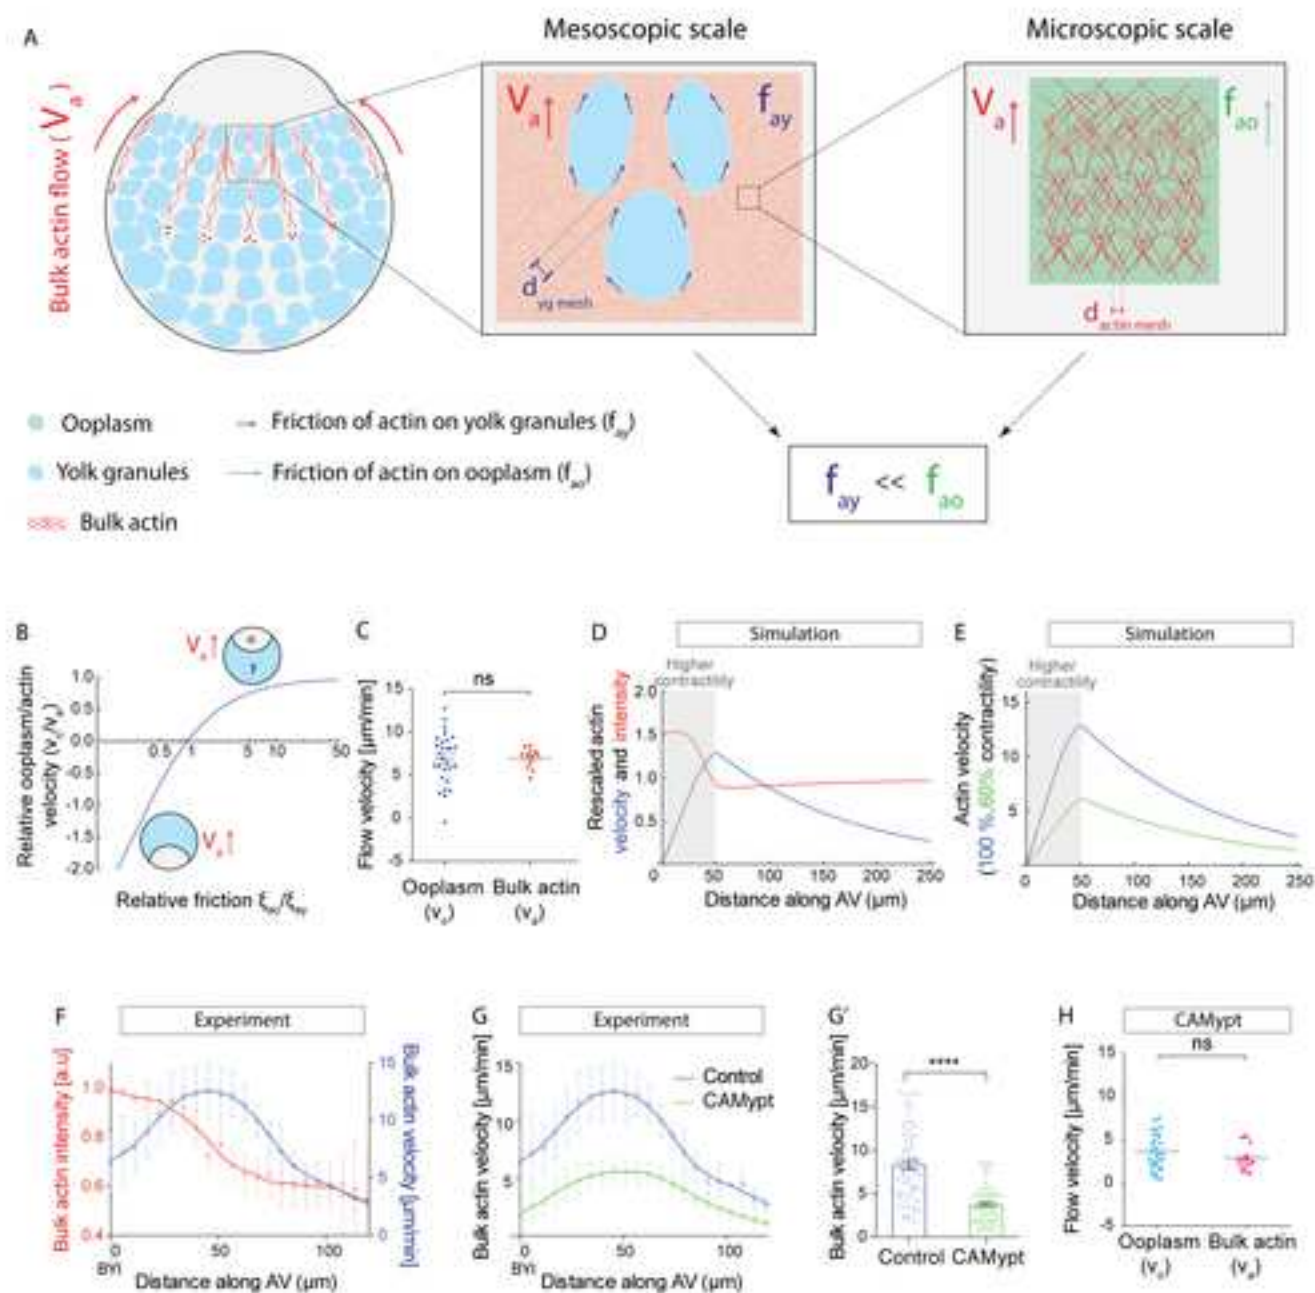 A
Mesoscopic scale
Microscopic scale
Bulk actin flow (Va)
Va
fay
d yg mesh
Va
fao
d actin mesh
Ooplasm
Yolk granules
Bulk actin
Friction of actin on yolk granules (fay)
Friction of actin on ooplasm (fao)
fay << fao
B
Relative ooplasm/actin
velocity (vo/va)
1.0
0.5
0.0
-0.5
-1.0
-1.5
-2.0
0.5 1 5 10 50
Relative friction
C
ns
Flow velocity [µm/min]
15
10
5
0
-5
Ooplasm Bulk actin
(vo) (va)
D
Simulation
Higher
contractility
Rescaled actin
velocity and intensity
2.0
1.5
1.0
0.5
0 50 100 150 200 250
Distance along AV (µm)
E
Simulation
Higher
contractility
Actin velocity
(100 %, 60% contractility)
15
10
5
0 50 100 150 200 250
Distance along AV (µm)
F
Experiment
Bulk actin intensity [a.u]
1.0
0.8
0.6
0.4
Bulk actin velocity [µm/min]
15
10
5
0
0 50 100
BYI
Distance along AV (µm)
G
Experiment
Bulk actin velocity [µm/min]
15
10
5
Control
CAMypt
0 50 100
BYI
Distance along AV (µm)
G'
Bulk actin velocity [µm/min]
20
15
10
5
0
****
Control CAMypt
H
CAMypt
ns
Flow velocity [µm/min]
15
10
5
0
-5
Ooplasm Bulk actin
(vo) (va)